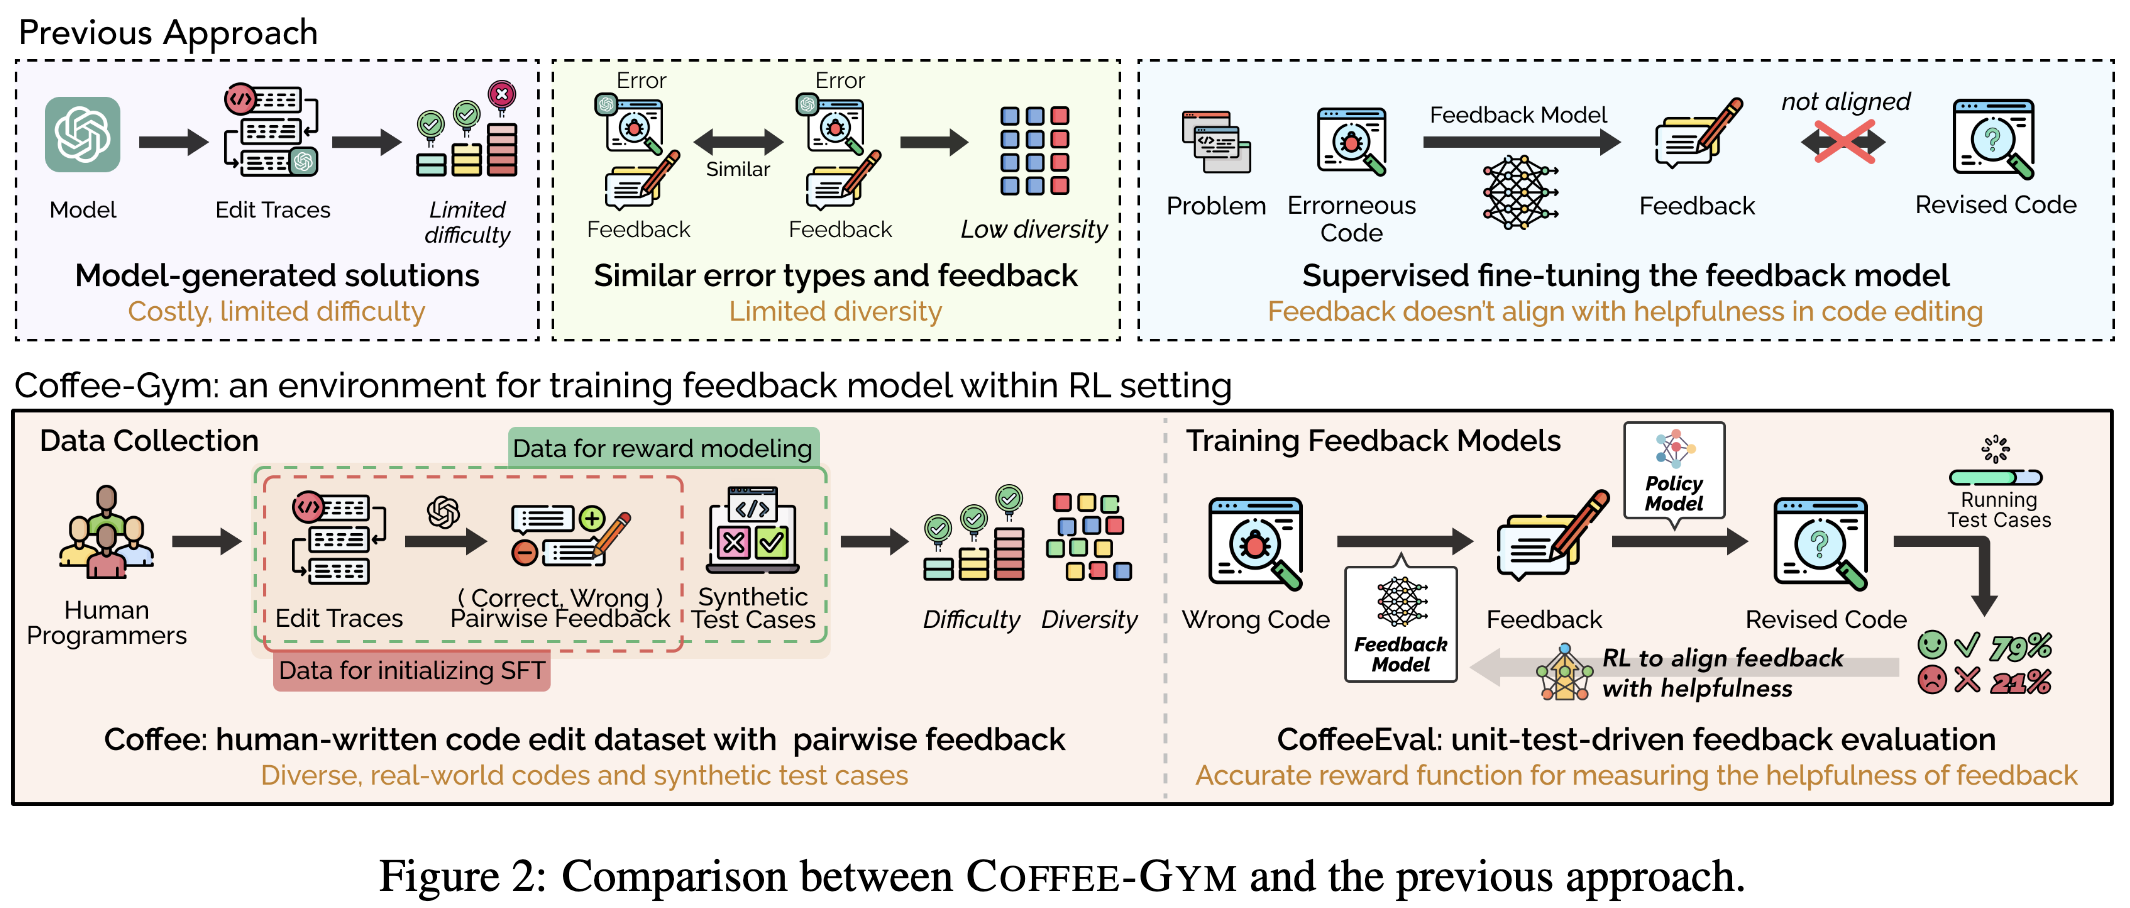 Previous Approach
Model
Edit Traces
Limited
difficulty
Model-generated solutions
Costly, limited difficulty
Error
Error
Similar
Feedback
Feedback
Low diversity
Similar error types and feedback
Limited diversity
Problem
Errorneous
Code
Feedback Model
Feedback
not aligned
Revised Code
Supervised fine-tuning the feedback model
Feedback doesn't align with helpfulness in code editing
Coffee-Gym: an environment for training feedback model within RL setting
Data Collection
Data for reward modeling
Human
Programmers
Edit Traces
( Correct, Wrong )
Pairwise Feedback
Synthetic
Test Cases
Data for initializing SFT
Difficulty
Diversity
Coffee: human-written code edit dataset with pairwise feedback
Diverse, real-world codes and synthetic test cases
Training Feedback Models
Wrong Code
Feedback
Model
Feedback
Policy
Model
Revised Code
Running
Test Cases
79%
21%
RL to align feedback
with helpfulness
CoffeeEval: unit-test-driven feedback evaluation
Accurate reward function for measuring the helpfulness of feedback
Figure 2: Comparison between COFFEE-GYM and the previous approach.